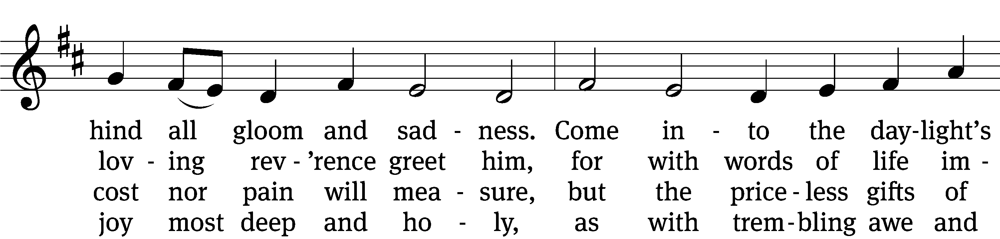 hind all gloom and sad - ness. Come in - to the day-light’s
lov - ing rev - ’rence greet him, for with words of life im -
cost nor pain will mea - sure, but the price - less gifts of
joy most deep and ho - ly, as with trem - bling awe and